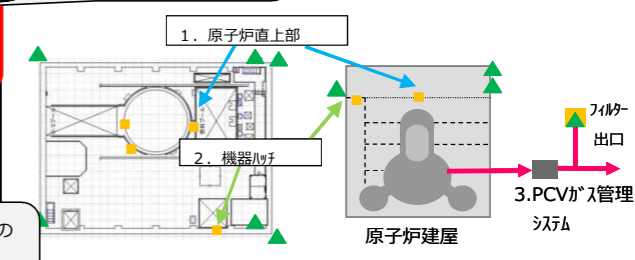 1. 原子炉直上部
2. 機器ﾊｯﾁ
ﾌｨﾙﾀｰ
出口
3.PCVｶﾞｽ管理
ｼｽﾃﾑ
原子炉建屋
の